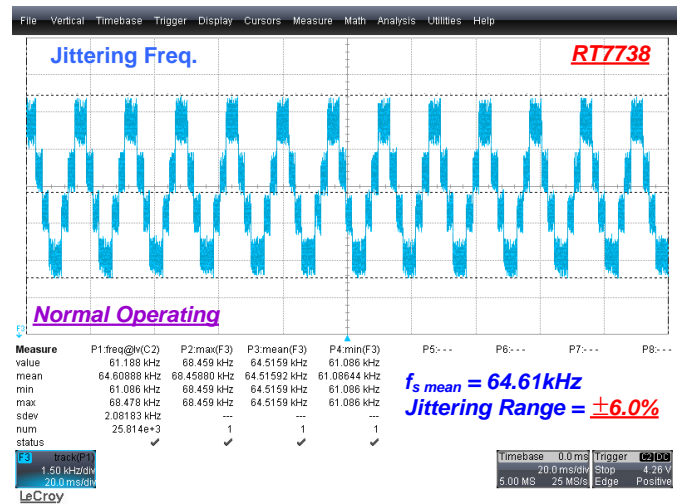 File Vertical Timebase Trigger Display Cursors Measure Math Analysis Utilities Help
Jittering Freq.
RT7738
Normal Operating
F3
Measure P1:freq@lv(C2) P2:max(F3) P3:mean(F3) P4:min(F3) P5:- - - P6:- - - P7:- - - P8:- - -
value 61.188 kHz 68.459 kHz 64.5159 kHz 61.086 kHz
mean 64.60888 kHz 68.45880 kHz 64.51592 kHz 61.08644 kHz
min 61.086 kHz 68.459 kHz 64.5159 kHz 61.086 kHz
max 68.478 kHz 68.459 kHz 64.5159 kHz 61.086 kHz
sdev 2.08183 kHz --- --- ---
num 25.814e+3 1 1 1
status ✓ ✓ ✓ ✓
fs mean = 64.61kHz
Jittering Range = ±6.0%
F3 track(P1)
1.50 kHz/div
20.0 ms/div
Timebase 0.0 ms
20.0 ms/div
5.00 MS 25 MS/s
Trigger C2 DC
Stop 4.26 V
Edge Positive
LeCroy